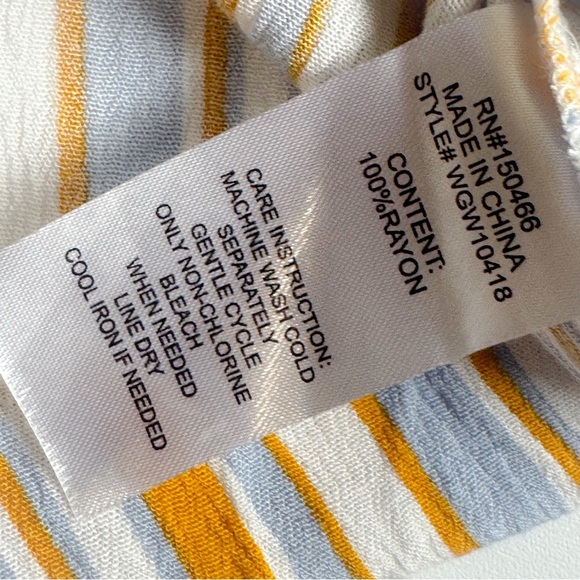 RN#150466
MADE IN CHINA
STYLE# WGW10418
CONTENT:
100%RAYON
CARE INSTRUCTION:
MACHINE WASH COLD
SEPARATELY
GENTLE CYCLE
ONLY NON-CHLORINE
BLEACH
WHEN NEEDED
LINE DRY
COOL IRON IF NEEDED